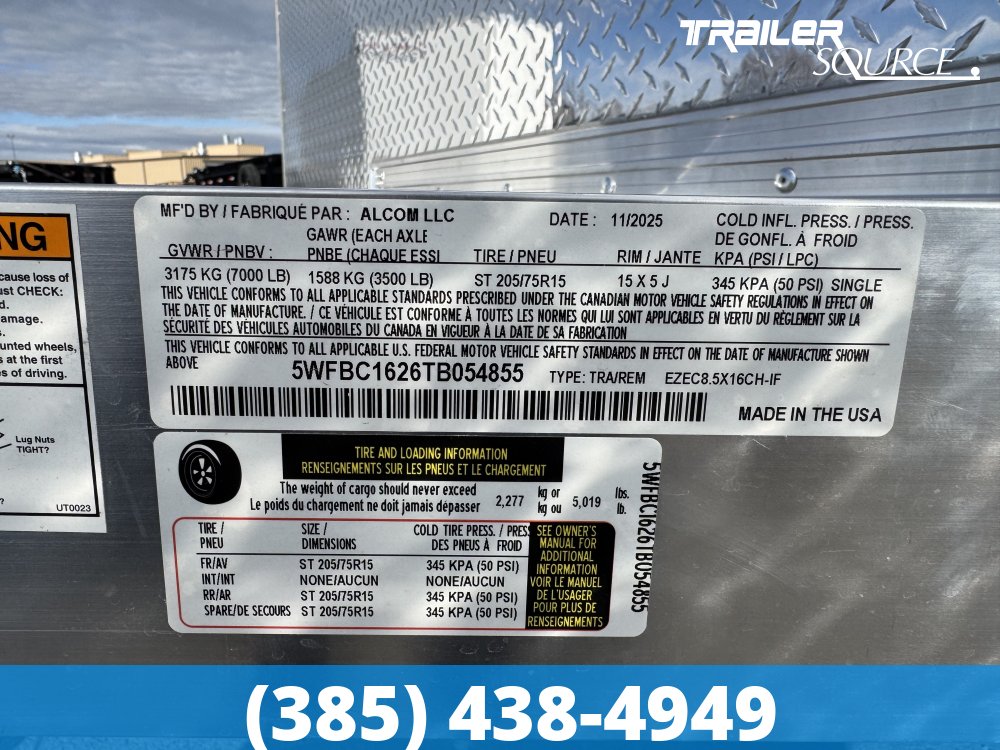 TRAILER
SOURCE
NG
cause loss of
ust CHECK:
d.
amage.
s.
unted wheels,
s at the first
s of driving.
Lug Nuts
TIGHT?
?
UT0023
MF'D BY / FABRIQUÉ PAR : ALCOM LLC DATE : 11/2025 COLD INFL. PRESS. / PRESS.
GAWR (EACH AXLE DE GONFL. À FROID
GVWR / PNBV : PNBE (CHAQUE ESSI TIRE / PNEU RIM / JANTE KPA (PSI / LPC)
3175 KG (7000 LB) 1588 KG (3500 LB) ST 205/75R15 15 X 5 J 345 KPA (50 PSI) SINGLE
THIS VEHICLE CONFORMS TO ALL APPLICABLE STANDARDS PRESCRIBED UNDER THE CANADIAN MOTOR VEHICLE SAFETY REGULATIONS IN EFFECT ON
THE DATE OF MANUFACTURE. / CE VÉHICULE EST CONFORME À TOUTES LES NORMES QUI LUI SONT APPLICABLES EN VERTU DU RÈGLEMENT SUR LA
SÉCURITÉ DES VÉHICULES AUTOMOBILES DU CANADA EN VIGUEUR À LA DATE DE SA FABRICATION
THIS VEHICLE CONFORMS TO ALL APPLICABLE U.S. FEDERAL MOTOR VEHICLE SAFETY STANDARDS IN EFFECT ON THE DATE OF MANUFACTURE SHOWN
ABOVE 5WFBC1626TB054855 TYPE: TRA/REM EZEC8.5X16CH-IF
MADE IN THE USA
TIRE AND LOADING INFORMATION
RENSEIGNEMENTS SUR LES PNEUS ET LE CHARGEMENT
The weight of cargo should never exceed 2,277 kg or 5,019 lbs.
Le poids du chargement ne doit jamais dépasser kg ou lb.
TIRE / SIZE / COLD TIRE PRESS. / PRESS
PNEU DIMENSIONS DES PNEUS À FROID
FR/AV ST 205/75R15 345 KPA (50 PSI)
INT/INT NONE/AUCUN NONE/AUCUN
RR/AR ST 205/75R15 345 KPA (50 PSI)
SPARE/DE SECOURS ST 205/75R15 345 KPA (50 PSI)
SEE OWNER'S
MANUAL FOR
ADDITIONAL
INFORMATION
VOIR LE MANUEL
DE L'USAGER
POUR PLUS DE
RENSEIGNEMENTS
5WFBC1626TB054855
(385) 438-4949